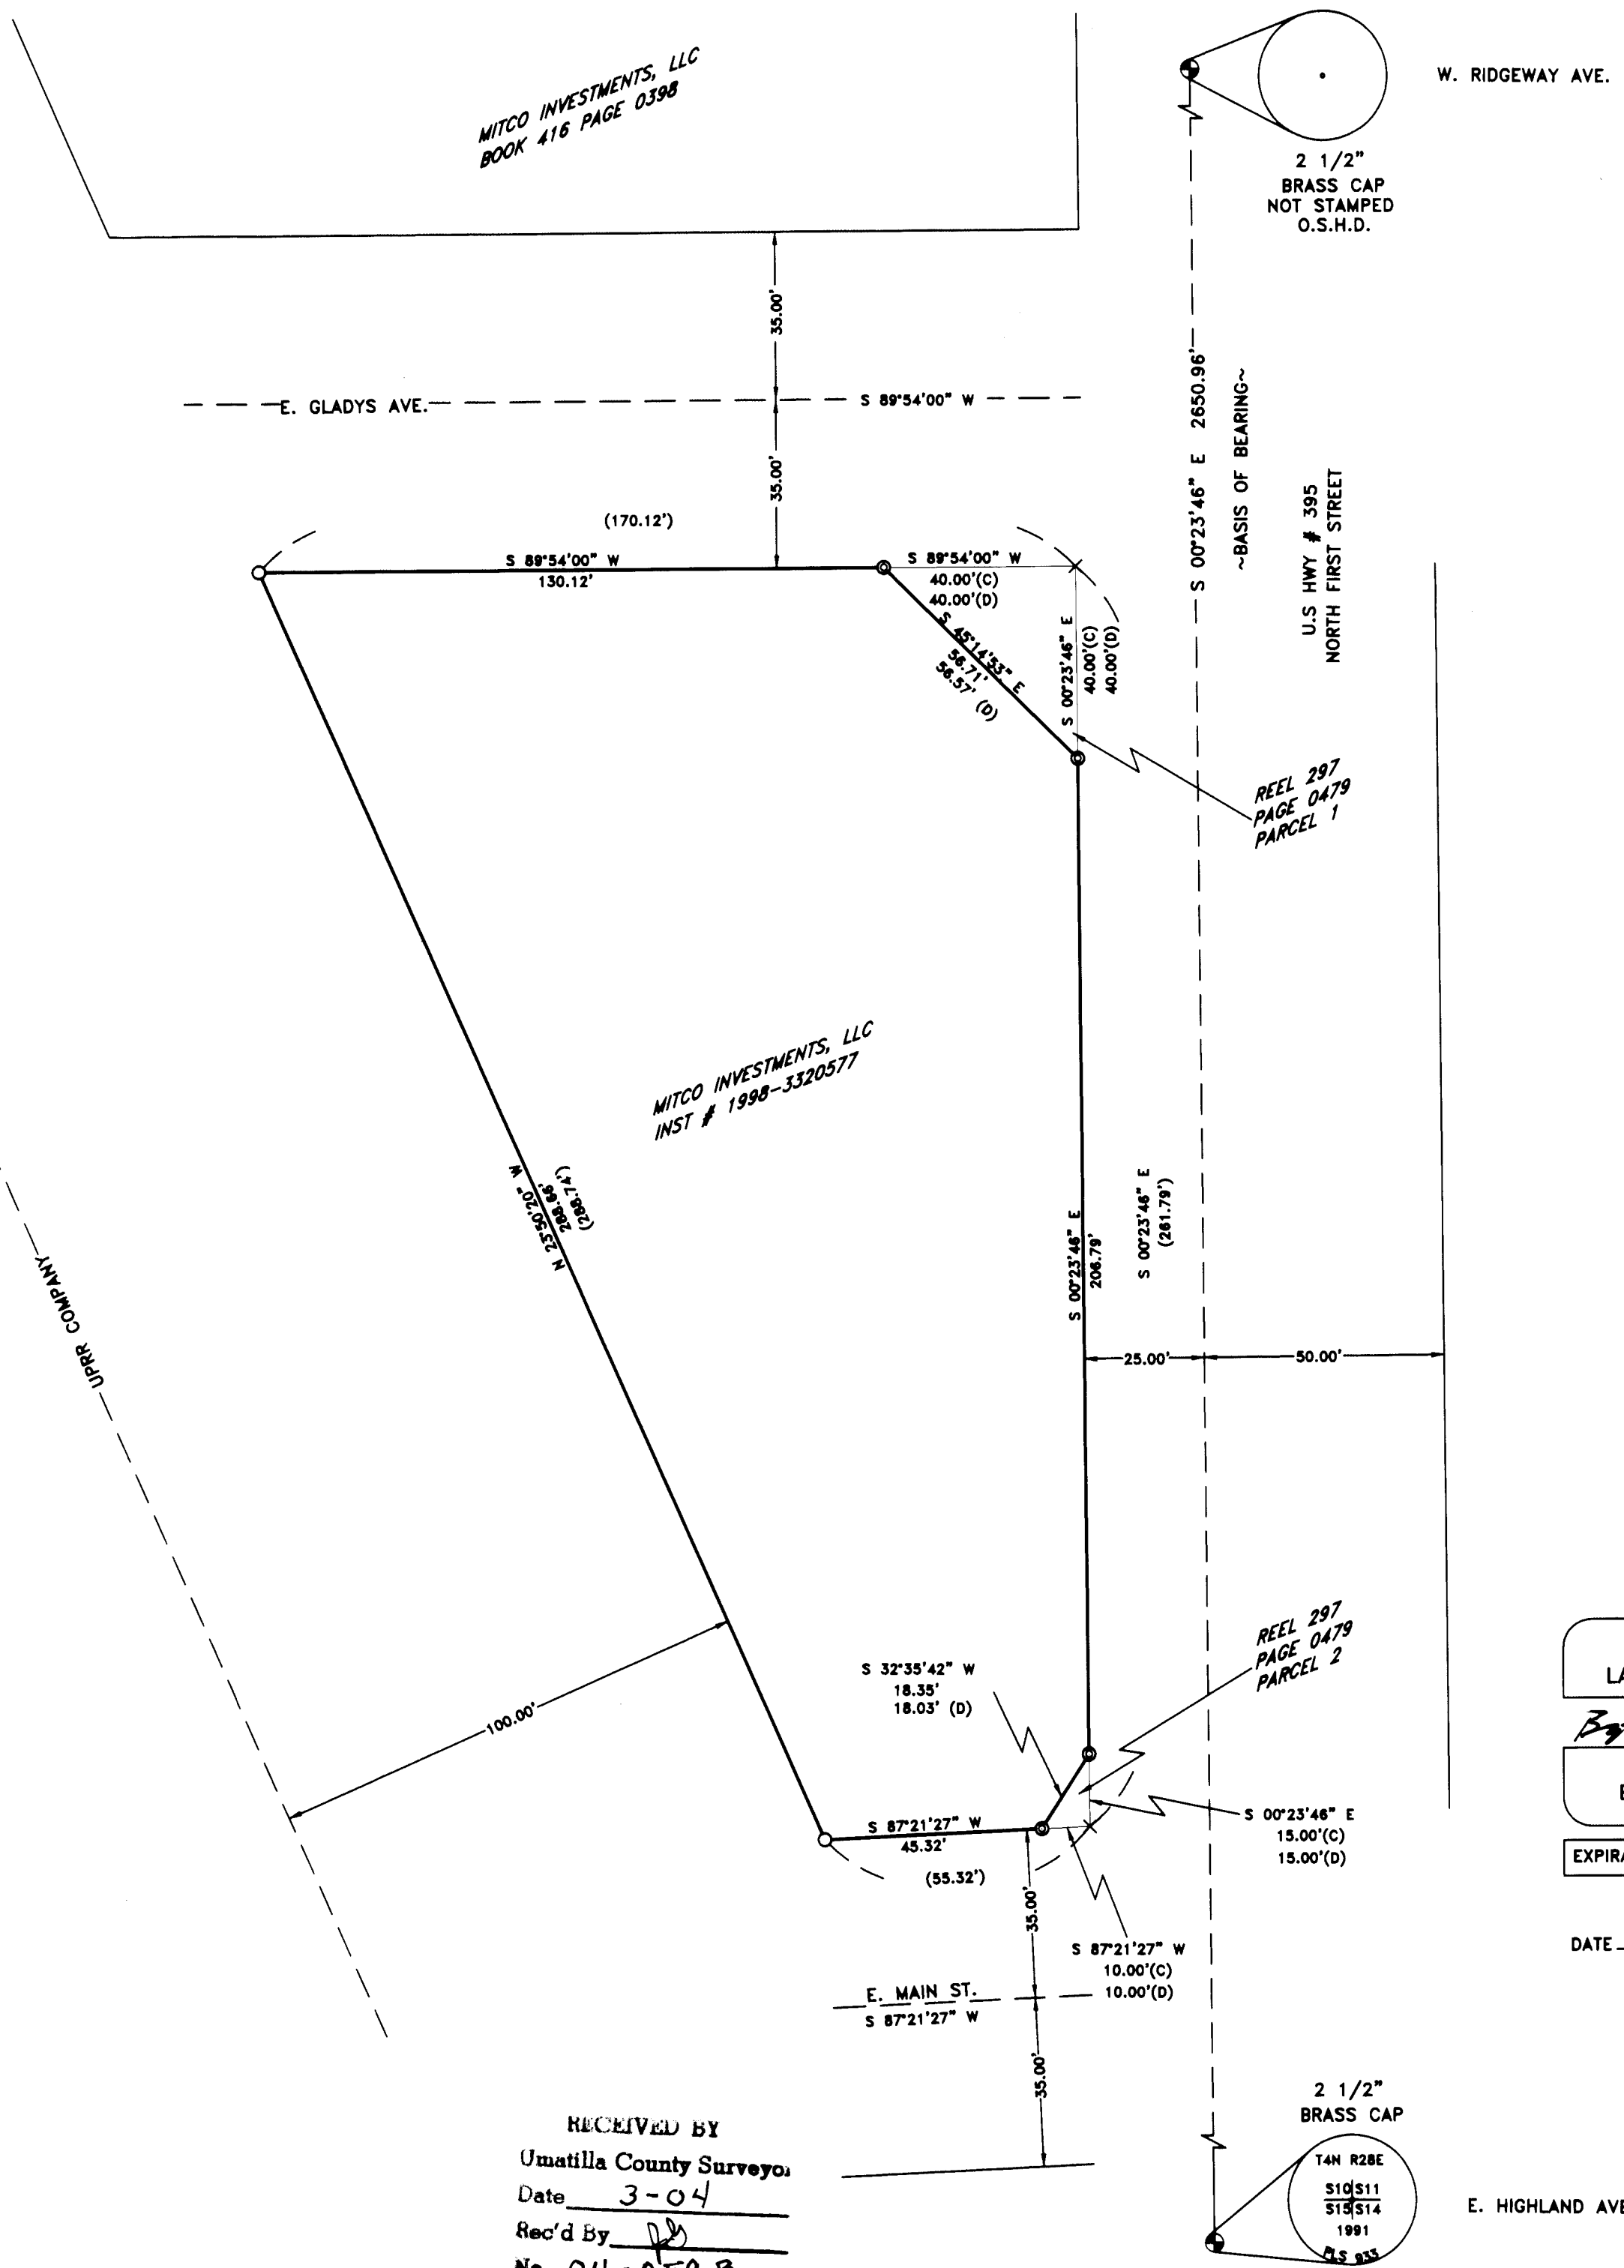 MITCO INVESTMENTS, LLC
BOOK 416 PAGE 0398
W. RIDGEWAY AVE.
2 1/2"
BRASS CAP
NOT STAMPED
O.S.H.D.
35.00'
E. GLADYS AVE.
S 89°54'00" W
35.00'
S 00°23'46" E 2650.96'
~BASIS OF BEARING~
U.S HWY # 395
NORTH FIRST STREET
(170.12')
S 89°54'00" W
130.12'
S 89°54'00" W
40.00'(C)
40.00'(D)
S 45°14'53" E
56.71'
56.57' (D)
S 00°23'46" E
40.00'(C)
40.00'(D)
REEL 297
PAGE 0479
PARCEL 1
MITCO INVESTMENTS, LLC
INST # 1998-3320577
N 23°50'20" W
288.66'
(288.74')
S 00°23'46" E
206.79'
S 00°23'46" E
(261.79')
UPRR COMPANY
25.00'
50.00'
100.00'
REEL 297
PAGE 0479
PARCEL 2
S 32°35'42" W
18.35'
18.03' (D)
S 87°21'27" W
45.32'
(55.32')
S 00°23'46" E
15.00'(C)
15.00'(D)
35.00'
S 87°21'27" W
10.00'(C)
10.00'(D)
E. MAIN ST.
S 87°21'27" W
35.00'
LA
E
EXPIRA
DATE
2 1/2"
BRASS CAP
T4N R28E
S10 S11
S15 S14
1991
PLS 933
E. HIGHLAND AVE
RECEIVED BY
Umatilla County Surveyor
Date 3-04
Rec'd By
No